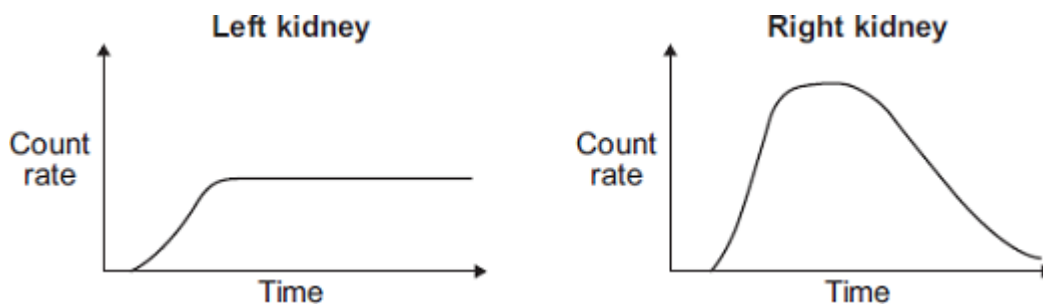 Left kidney
Count
rate
Time
Right kidney
Count
rate
Time